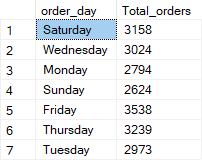 order_day Total_orders
1 Saturday 3158
2 Wednesday 3024
3 Monday 2794
4 Sunday 2624
5 Friday 3538
6 Thursday 3239
7 Tuesday 2973